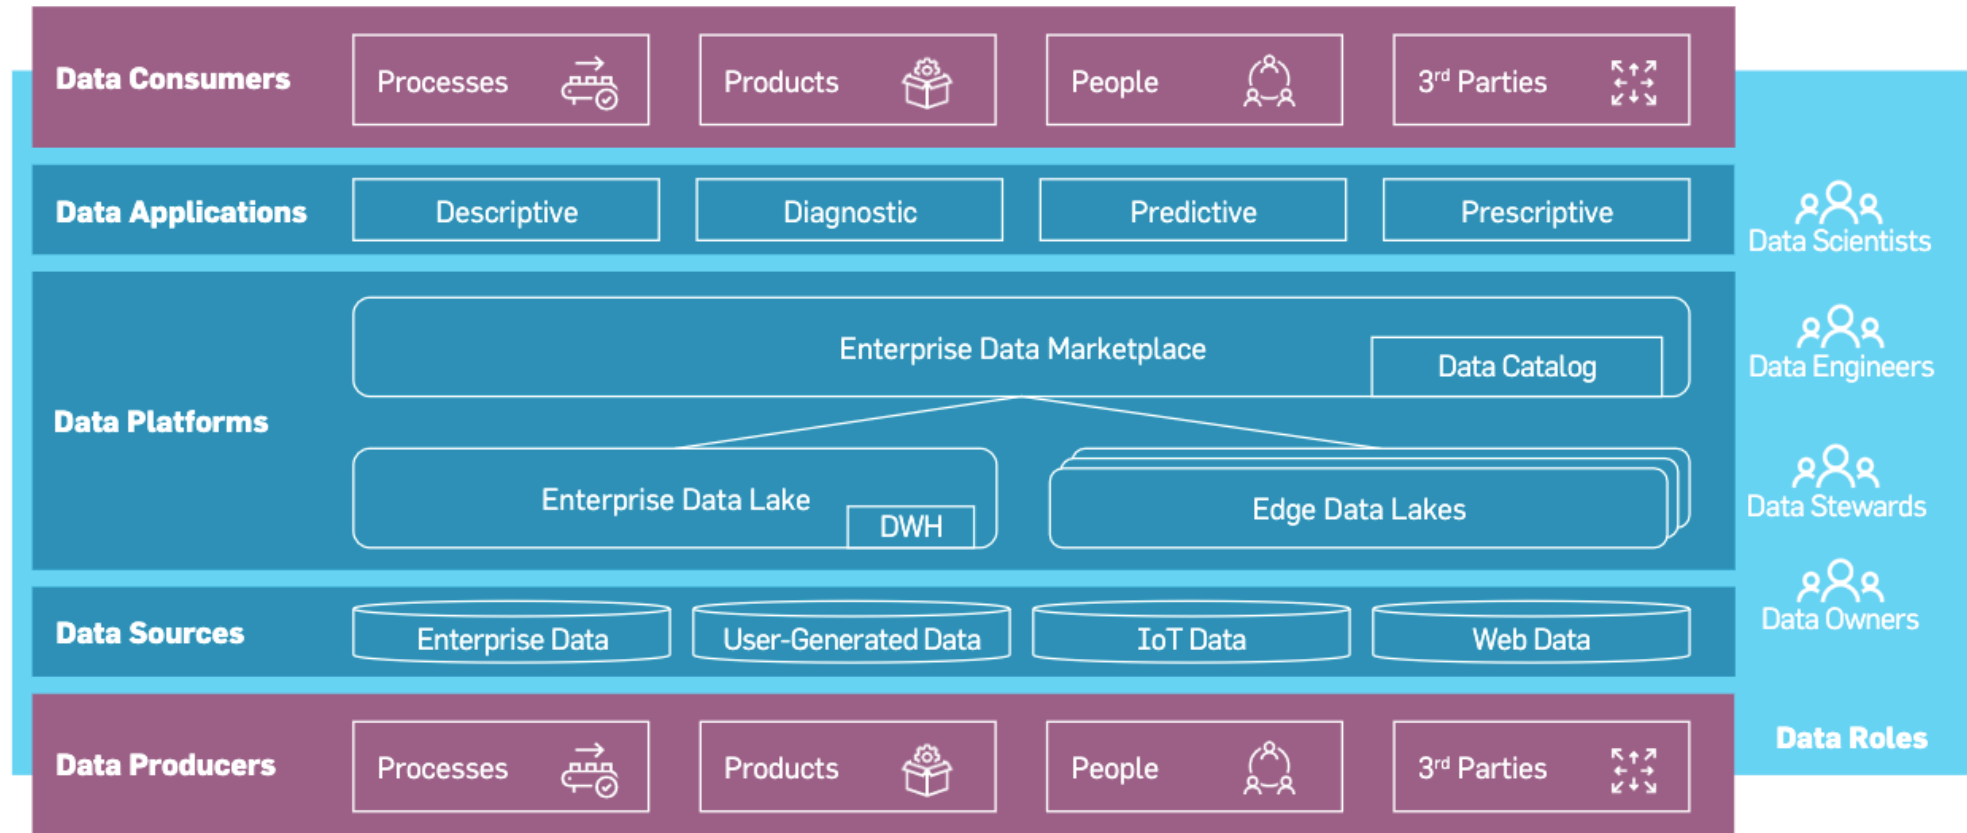 Data Consumers
Processes
Products
People
3rd Parties
Data Applications
Descriptive
Diagnostic
Predictive
Prescriptive
Data Scientists
Data Platforms
Enterprise Data Marketplace
Data Catalog
Data Engineers
Enterprise Data Lake
DWH
Edge Data Lakes
Data Stewards
Data Sources
Enterprise Data
User-Generated Data
IoT Data
Web Data
Data Owners
Data Producers
Processes
Products
People
3rd Parties
Data Roles